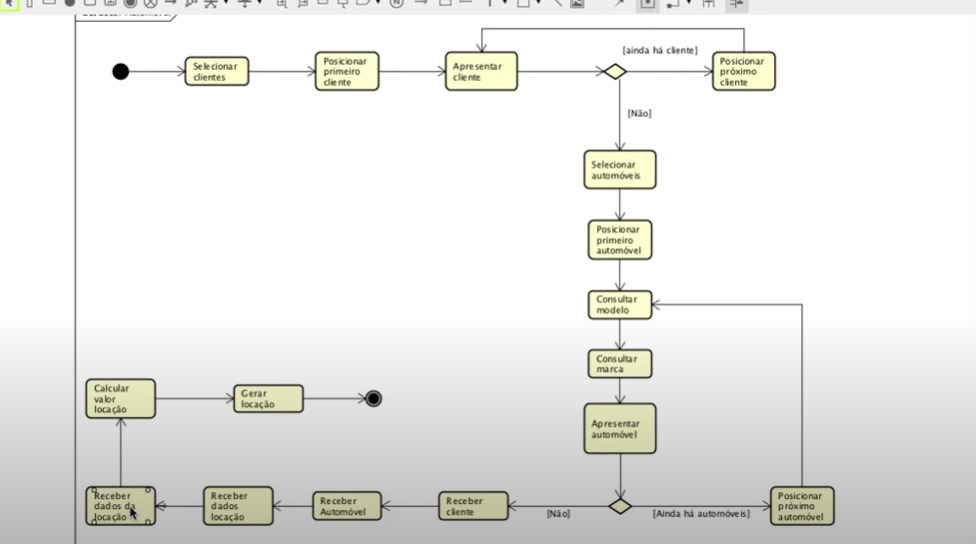 Selecionar
clientes
Posicionar
primeiro
cliente
Apresentar
cliente
[ainda há cliente]
Posicionar
próximo
cliente
[Não]
Selecionar
automóveis
Posicionar
primeiro
automóvel
Consultar
modelo
Consultar
marca
Apresentar
automóvel
Calcular
valor
locação
Gerar
locação
Receber
dados da
locação
Receber
dados
locação
Receber
Automóvel
Receber
cliente
[Não]
[Ainda há automóveis]
Posicionar
próximo
automóvel